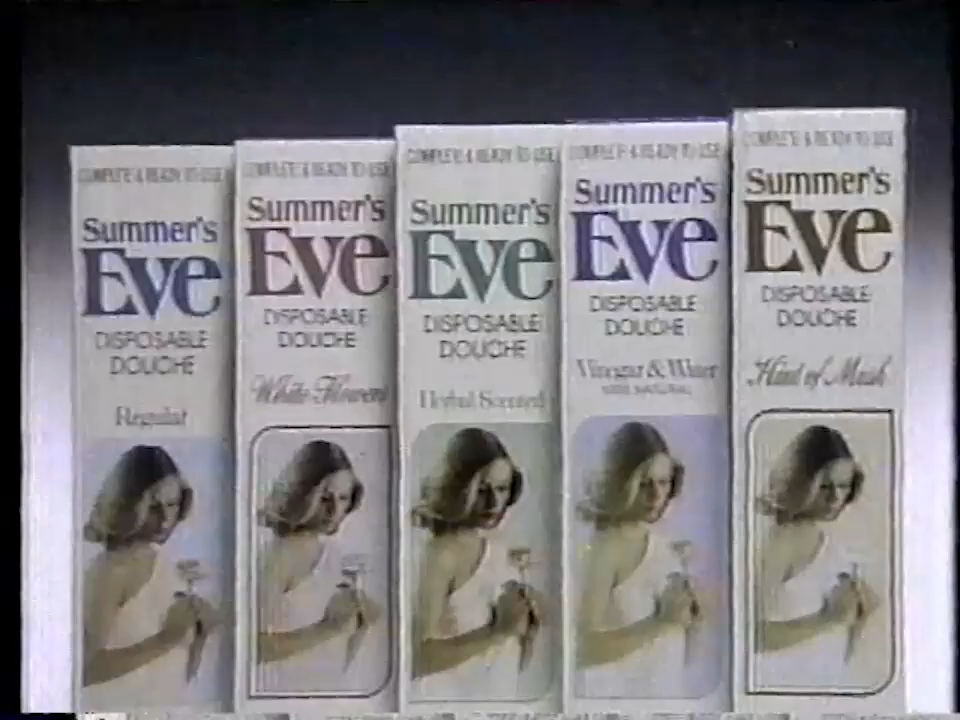 COMPLETE & READY TO USE
Summer's
Eve
DISPOSABLE
DOUCHE
Regular
COMPLETE & READY TO USE
Summer's
Eve
DISPOSABLE
DOUCHE
White Flowers
COMPLETE & READY TO USE
Summer's
Eve
DISPOSABLE
DOUCHE
Herbal Scented
COMPLETE & READY TO USE
Summer's
Eve
DISPOSABLE
DOUCHE
Vinegar & Water
100% NATURAL
COMPLETE & READY TO USE
Summer's
Eve
DISPOSABLE
DOUCHE
Hint of Musk